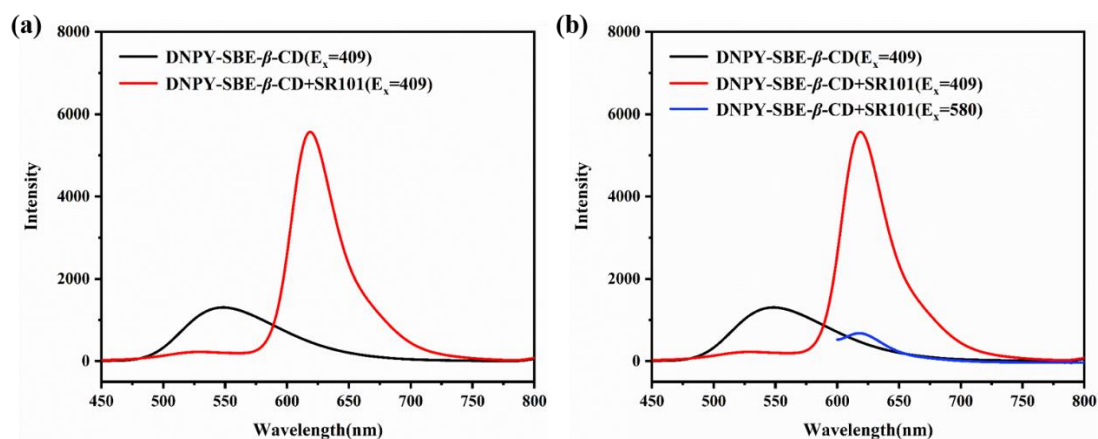 (a)
8000
6000
4000
2000
0
Intensity
DNPY-SBE-β-CD(Eₓ=409)
DNPY-SBE-β-CD+SR101(Eₓ=409)
450 500 550 600 650 700 750 800
Wavelength(nm)
(b)
8000
6000
4000
2000
0
Intensity
DNPY-SBE-β-CD(Eₓ=409)
DNPY-SBE-β-CD+SR101(Eₓ=409)
DNPY-SBE-β-CD+SR101(Eₓ=580)
450 500 550 600 650 700 750 800
Wavelength(nm)